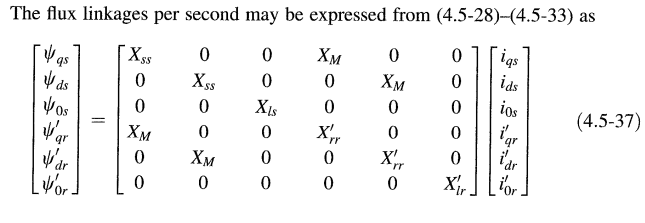 The flux linkages per second may be expressed from (4.5-28)–(4.5-33) as
ψqs Xss 0 0 XM 0 0 iqs
ψds 0 Xss 0 0 XM 0 ids
ψ0s 0 0 Xls 0 0 0 i0s
= (4.5-37)
ψ′qr XM 0 0 X′rr 0 0 i′qr
ψ′dr 0 XM 0 0 X′rr 0 i′dr
ψ′0r 0 0 0 0 0 X′lr i′0r